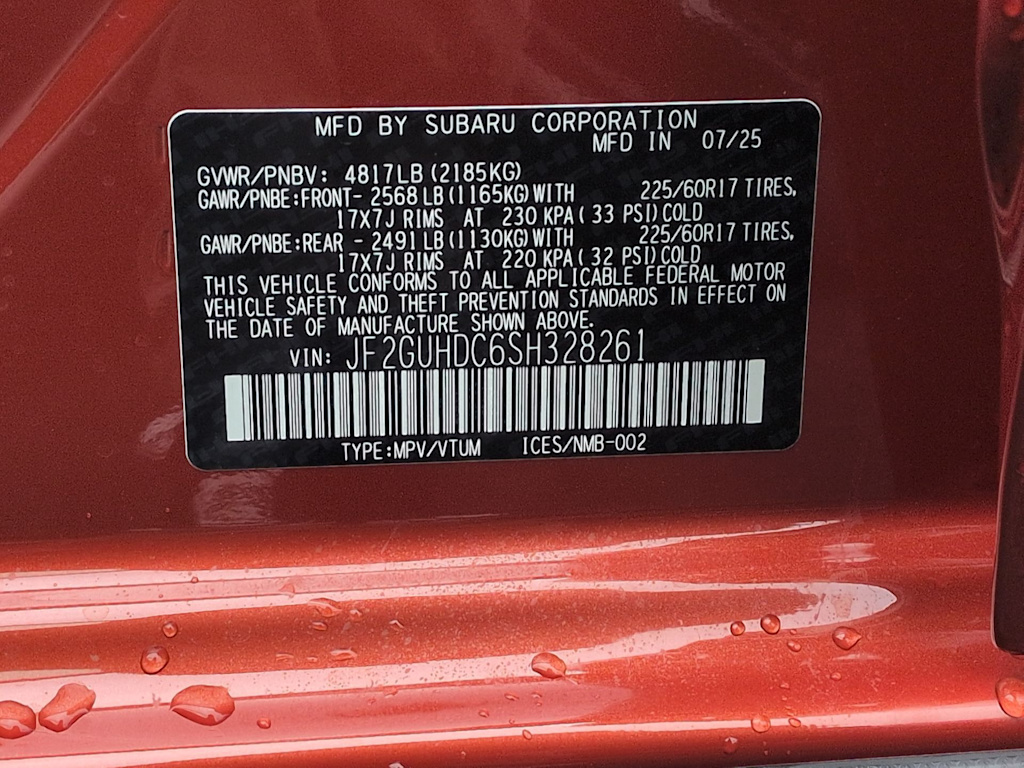 MFD BY SUBARU CORPORATION
MFD IN 07/25
GVWR/PNBV: 4817LB (2185KG)
GAWR/PNBE:FRONT- 2568 LB (1165KG) WITH 225/60R17 TIRES,
17X7J RIMS AT 230 KPA ( 33 PSI) COLD
GAWR/PNBE:REAR - 2491 LB (1130KG) WITH 225/60R17 TIRES,
17X7J RIMS AT 220 KPA ( 32 PSI) COLD
THIS VEHICLE CONFORMS TO ALL APPLICABLE FEDERAL MOTOR
VEHICLE SAFETY AND THEFT PREVENTION STANDARDS IN EFFECT ON
THE DATE OF MANUFACTURE SHOWN ABOVE.
VIN: JF2GUHDC6SH328261
TYPE:MPV/VTUM ICES/NMB-002